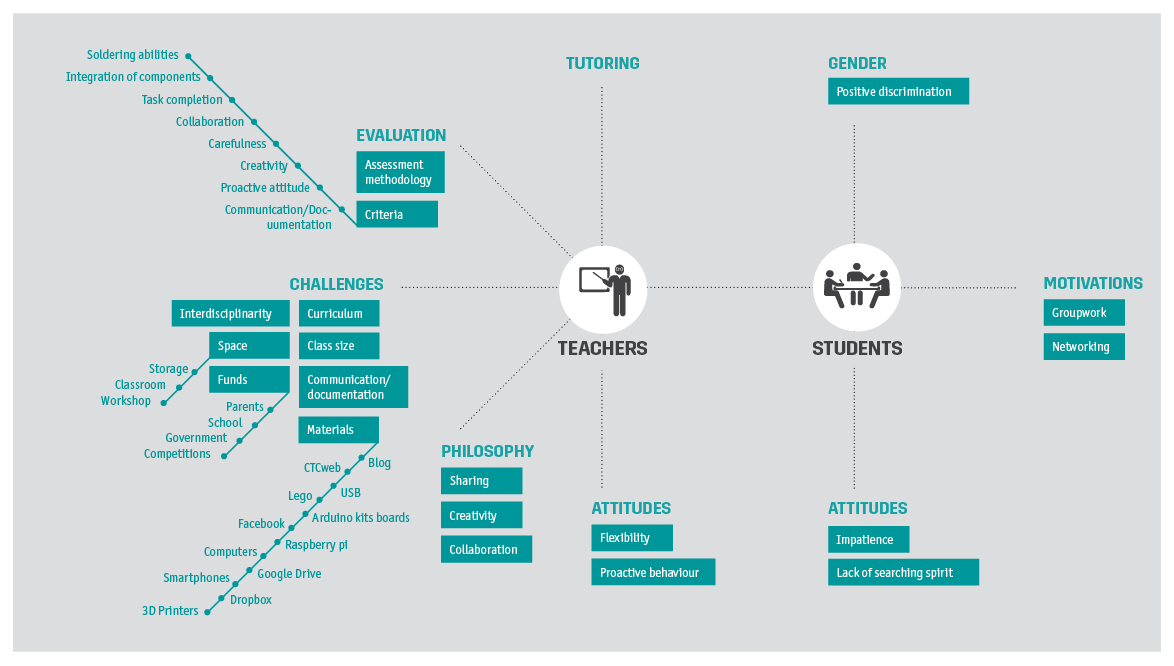 Soldering abilities
Integration of components
Task completion
Collaboration
Carefulness
Creativity
Proactive attitude
Communication/Doc-
uumentation
EVALUATION
Assessment
methodology
Criteria
TUTORING
GENDER
Positive discrimination
CHALLENGES
Interdisciplinarity
Curriculum
Space
Class size
Storage
Classroom
Workshop
Funds
Communication/
documentation
Parents
School
Government
Competitions
Materials
Blog
CTCweb
USB
Lego
Arduino kits boards
Facebook
Raspberry pi
Computers
Google Drive
Smartphones
Dropbox
3D Printers
TEACHERS
STUDENTS
MOTIVATIONS
Groupwork
Networking
PHILOSOPHY
Sharing
Creativity
Collaboration
ATTITUDES
Flexibility
Proactive behaviour
ATTITUDES
Impatience
Lack of searching spirit